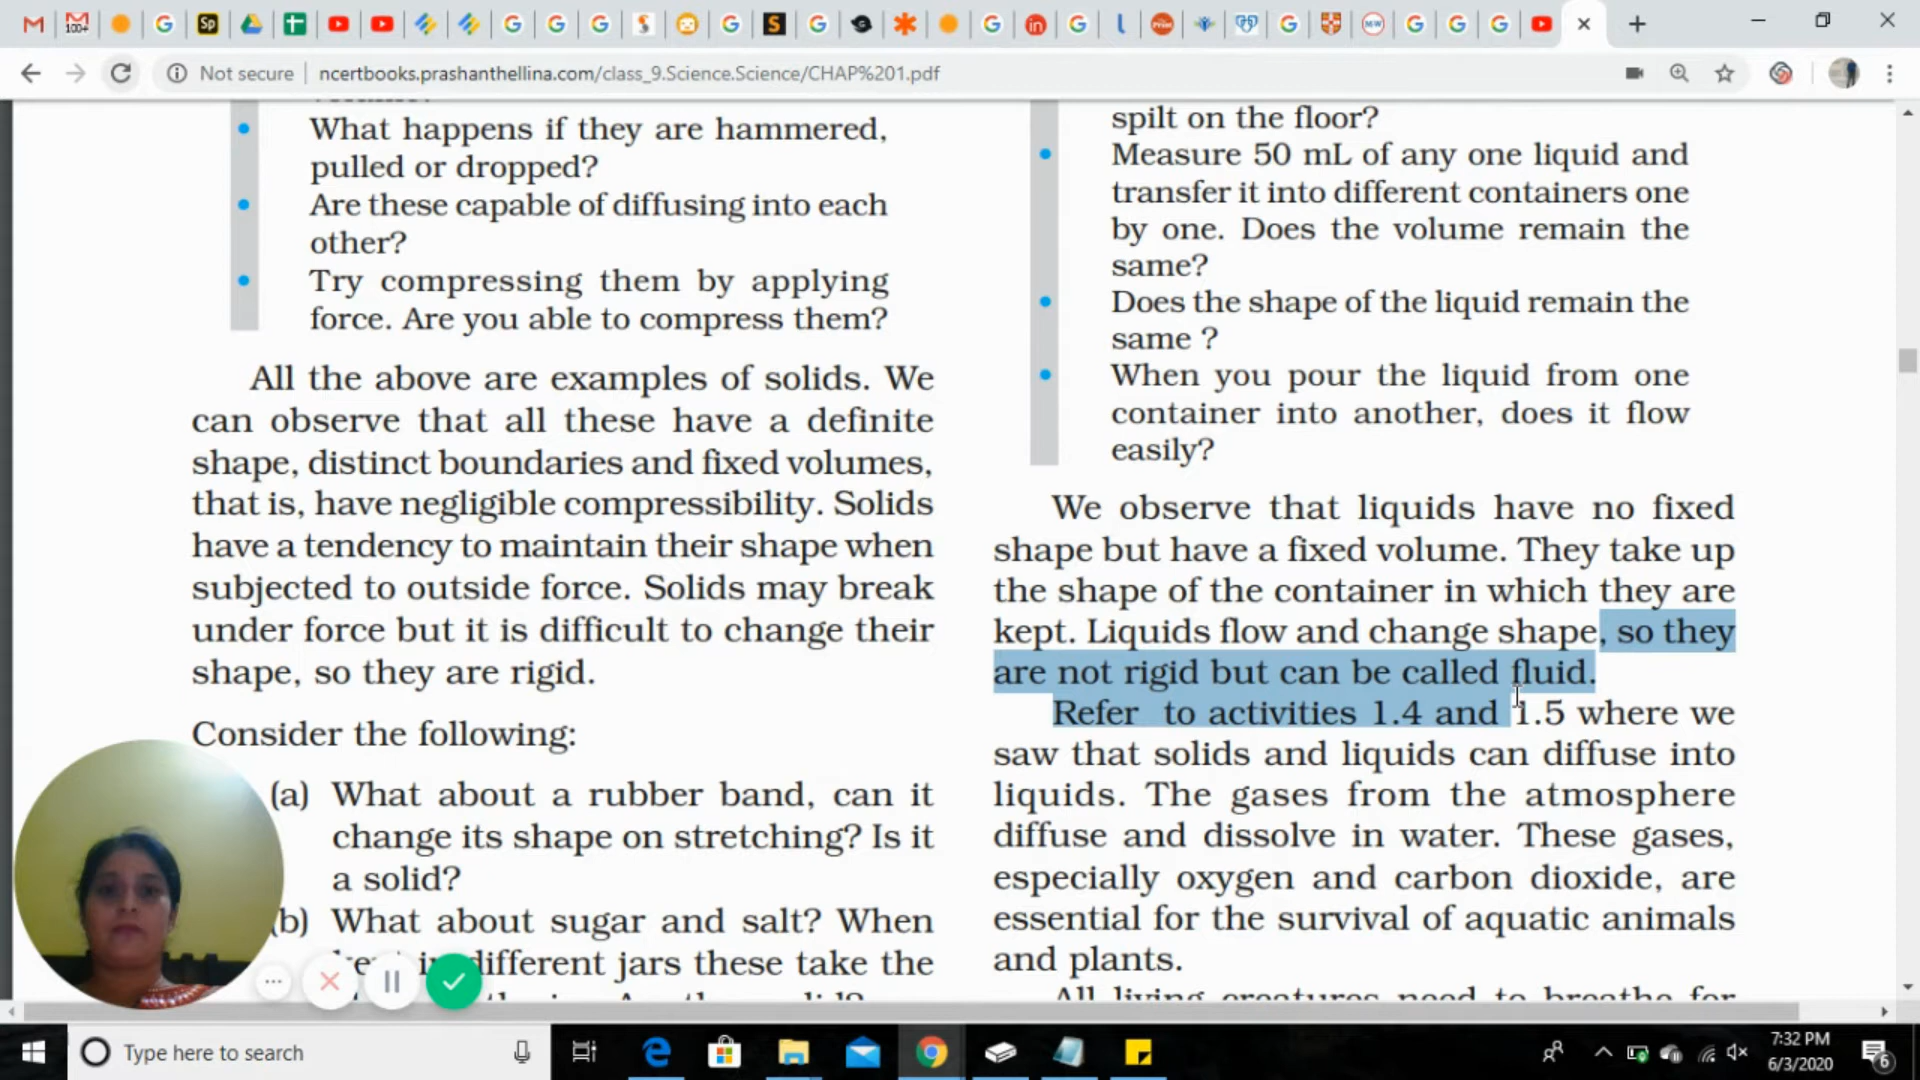 100+
Sp
S
S
in
l
Print
MW
Not secure
ncertbooks.prashanthellina.com/class_9.Science.Science/CHAP%201.pdf
What happens if they are hammered,
pulled or dropped?
Are these capable of diffusing into each
other?
Try compressing them by applying
force. Are you able to compress them?
All the above are examples of solids. We
can observe that all these have a definite
shape, distinct boundaries and fixed volumes,
that is, have negligible compressibility. Solids
have a tendency to maintain their shape when
subjected to outside force. Solids may break
under force but it is difficult to change their
shape, so they are rigid.
Consider the following:
(a) What about a rubber band, can it
change its shape on stretching? Is it
a solid?
(b) What about sugar and salt? When
different jars these take the
spilt on the floor?
Measure 50 mL of any one liquid and
transfer it into different containers one
by one. Does the volume remain the
same?
Does the shape of the liquid remain the
same ?
When you pour the liquid from one
container into another, does it flow
easily?
We observe that liquids have no fixed
shape but have a fixed volume. They take up
the shape of the container in which they are
kept. Liquids flow and change shape, so they
are not rigid but can be called fluid.
Refer to activities 1.4 and 1.5 where we
saw that solids and liquids can diffuse into
liquids. The gases from the atmosphere
diffuse and dissolve in water. These gases,
especially oxygen and carbon dioxide, are
essential for the survival of aquatic animals
and plants.
All living creatures need to breathe for
Type here to search
7:32 PM
6/3/2020
6